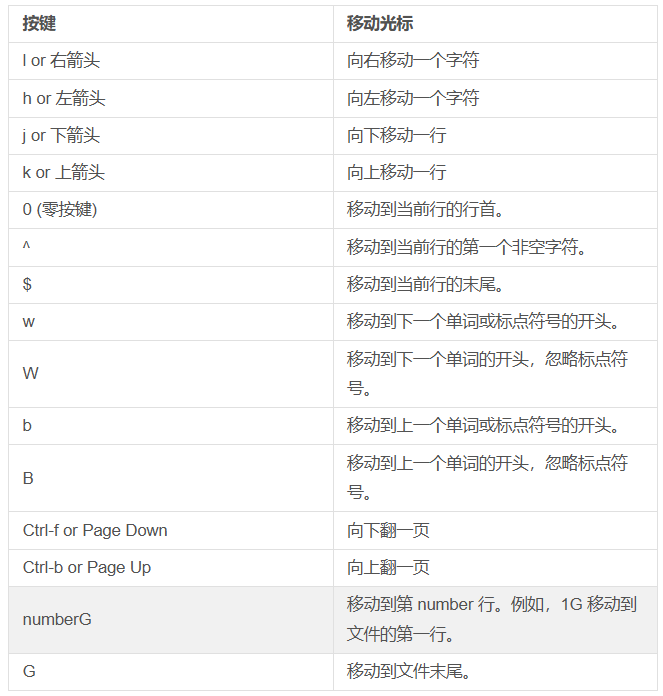 按键 移动光标
l or 右箭头 向右移动一个字符
h or 左箭头 向左移动一个字符
j or 下箭头 向下移动一行
k or 上箭头 向上移动一行
0 (零按键) 移动到当前行的行首。
^ 移动到当前行的第一个非空字符。
$ 移动到当前行的末尾。
w 移动到下一个单词或标点符号的开头。
W 移动到下一个单词的开头，忽略标点符
号。
b 移动到上一个单词或标点符号的开头。
B 移动到上一个单词的开头，忽略标点符
号。
Ctrl-f or Page Down 向下翻一页
Ctrl-b or Page Up 向上翻一页
numberG 移动到第 number 行。例如，1G 移动到
文件的第一行。
G 移动到文件末尾。